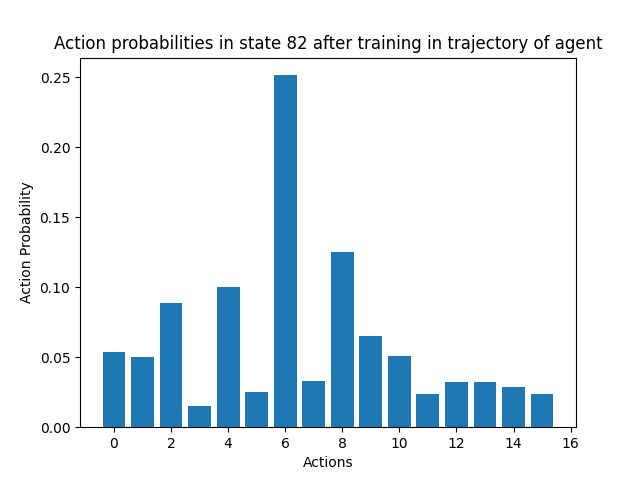 Action probabilities in state 82 after training in trajectory of agent
0.25
0.20
0.15
0.10
0.05
0.00
Action Probability
0 2 4 6 8 10 12 14 16
Actions